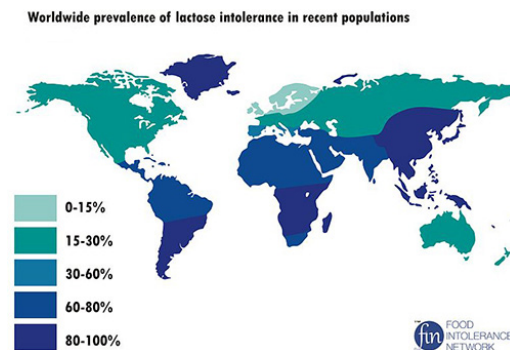 Worldwide prevalence of lactose intolerance in recent populations
0-15%
15-30%
30-60%
60-80%
80-100%
fin
FOOD
INTOLERANCE
NETWORK